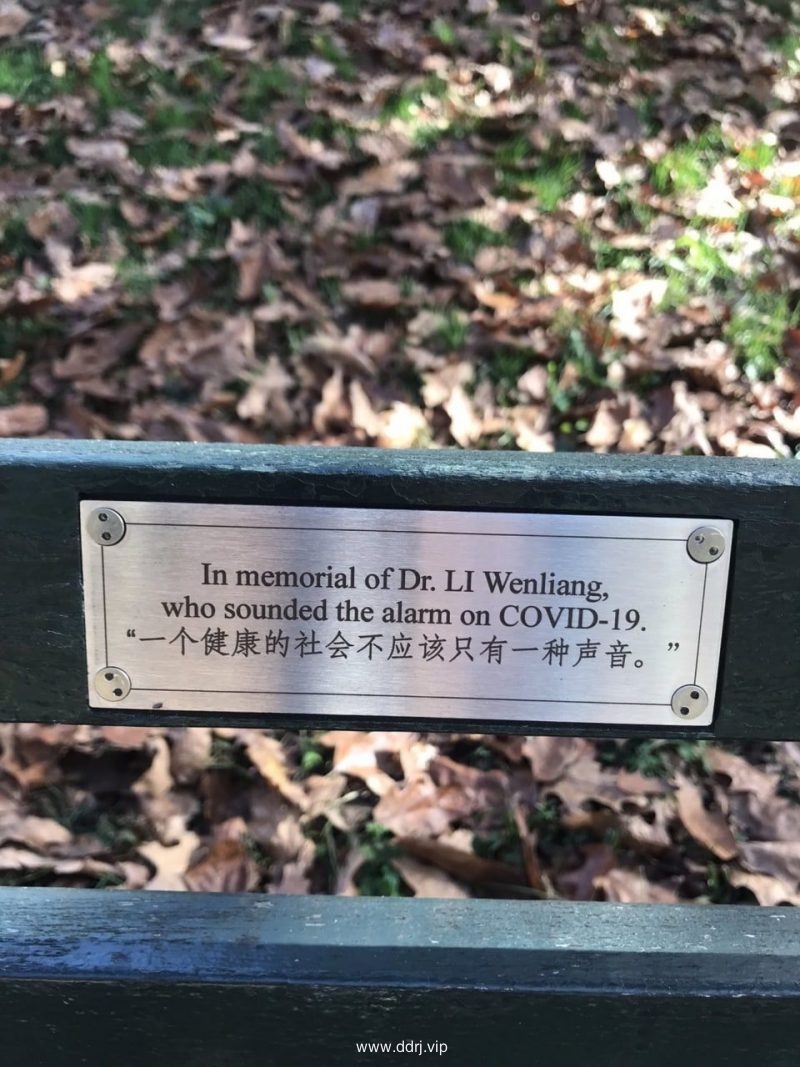 In memorial of Dr. LI Wenliang,
who sounded the alarm on COVID-19.
“一个健康的社会不应该只有一种声音。”
www.ddrj.vip